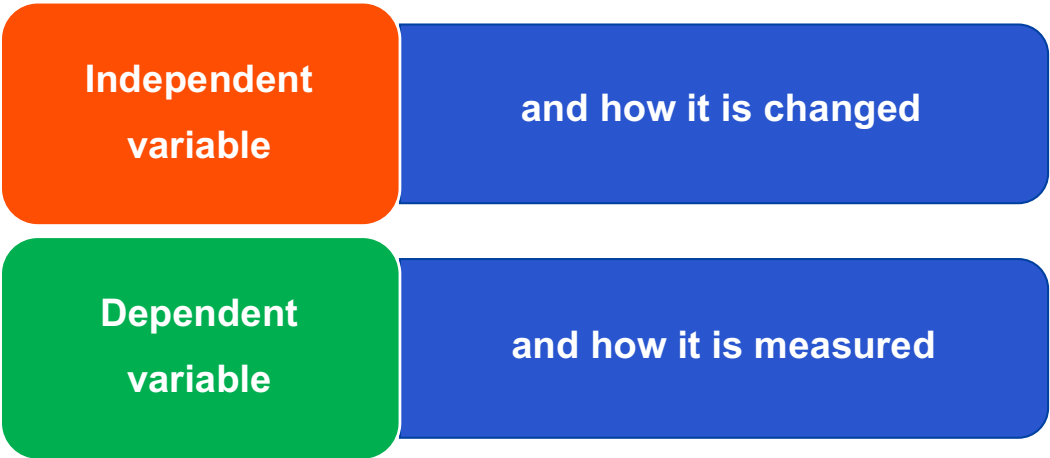 Independent
variable
and how it is changed
Dependent
variable
and how it is measured